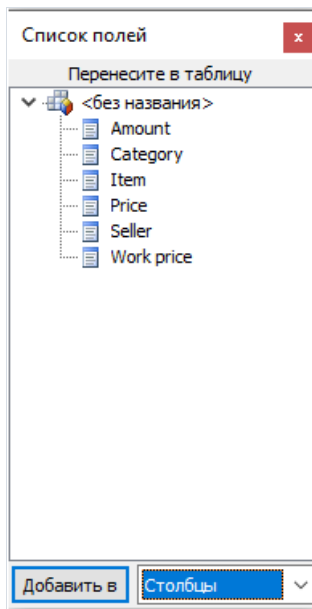 Список полей
x
Перенесите в таблицу
<без названия>
Amount
Category
Item
Price
Seller
Work price
Добавить в
Столбцы